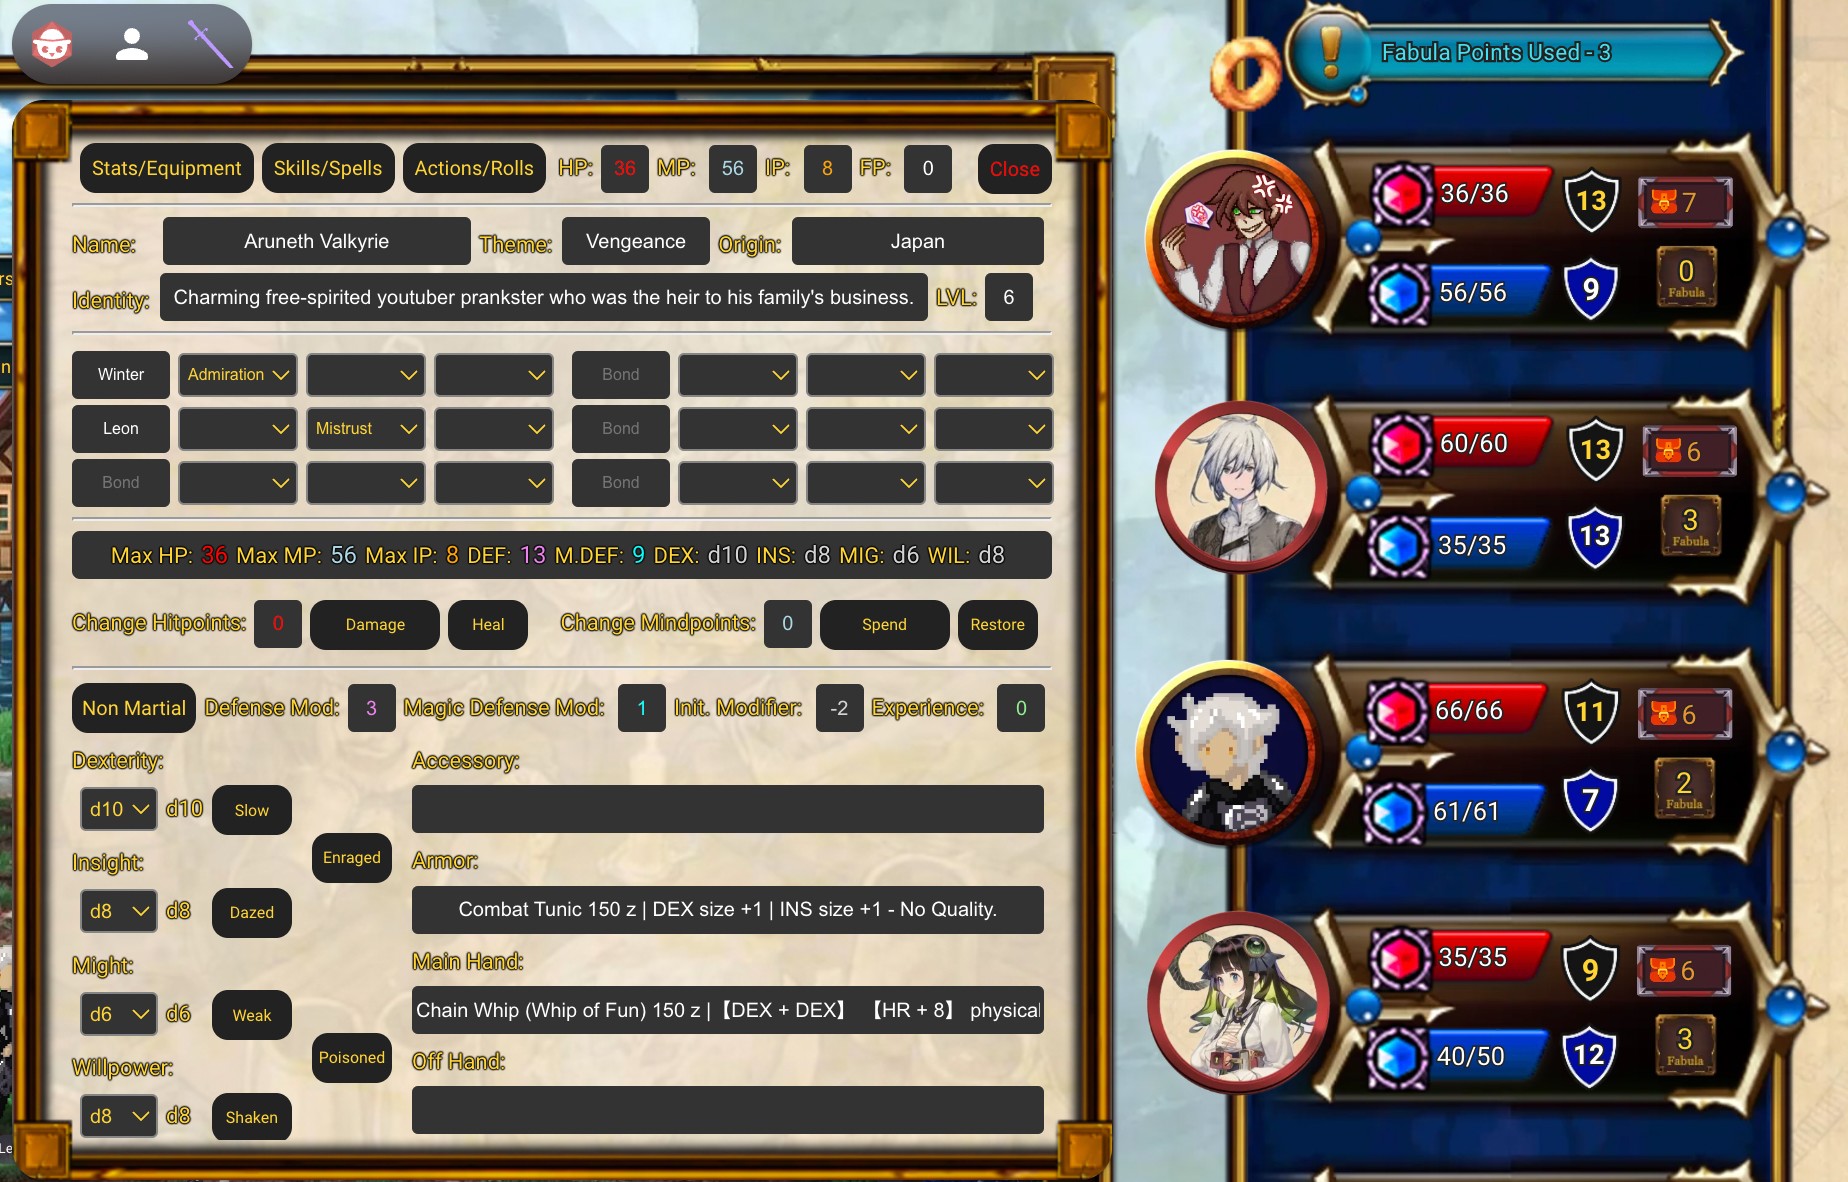 Fabula Points Used - 3
Stats/Equipment Skills/Spells Actions/Rolls HP: 36 MP: 56 IP: 8 FP: 0 Close
Name: Aruneth Valkyrie Theme: Vengeance Origin: Japan
Identity: Charming free-spirited youtuber prankster who was the heir to his family's business. LVL: 6
Winter Admiration Bond
Leon Mistrust Bond
Bond Bond
Max HP: 36 Max MP: 56 Max IP: 8 DEF: 13 M.DEF: 9 DEX: d10 INS: d8 MIG: d6 WIL: d8
Change Hitpoints: 0 Damage Heal Change Mindpoints: 0 Spend Restore
Non Martial Defense Mod: 3 Magic Defense Mod: 1 Init. Modifier: -2 Experience: 0
Dexterity:
d10 d10 Slow
Insight:
Enraged
d8 d8 Dazed
Might:
d6 d6 Weak
Poisoned
Willpower:
d8 d8 Shaken
Accessory:
Armor:
Combat Tunic 150 z | DEX size +1 | INS size +1 - No Quality.
Main Hand:
Chain Whip (Whip of Fun) 150 z |【DEX + DEX】 【HR + 8】 physical
Off Hand:
36/36 13 7
56/56 9 0
Fabula
60/60 13 6
35/35 13 3
Fabula
66/66 11 6
61/61 7 2
Fabula
35/35 9 6
40/50 12 3
Fabula